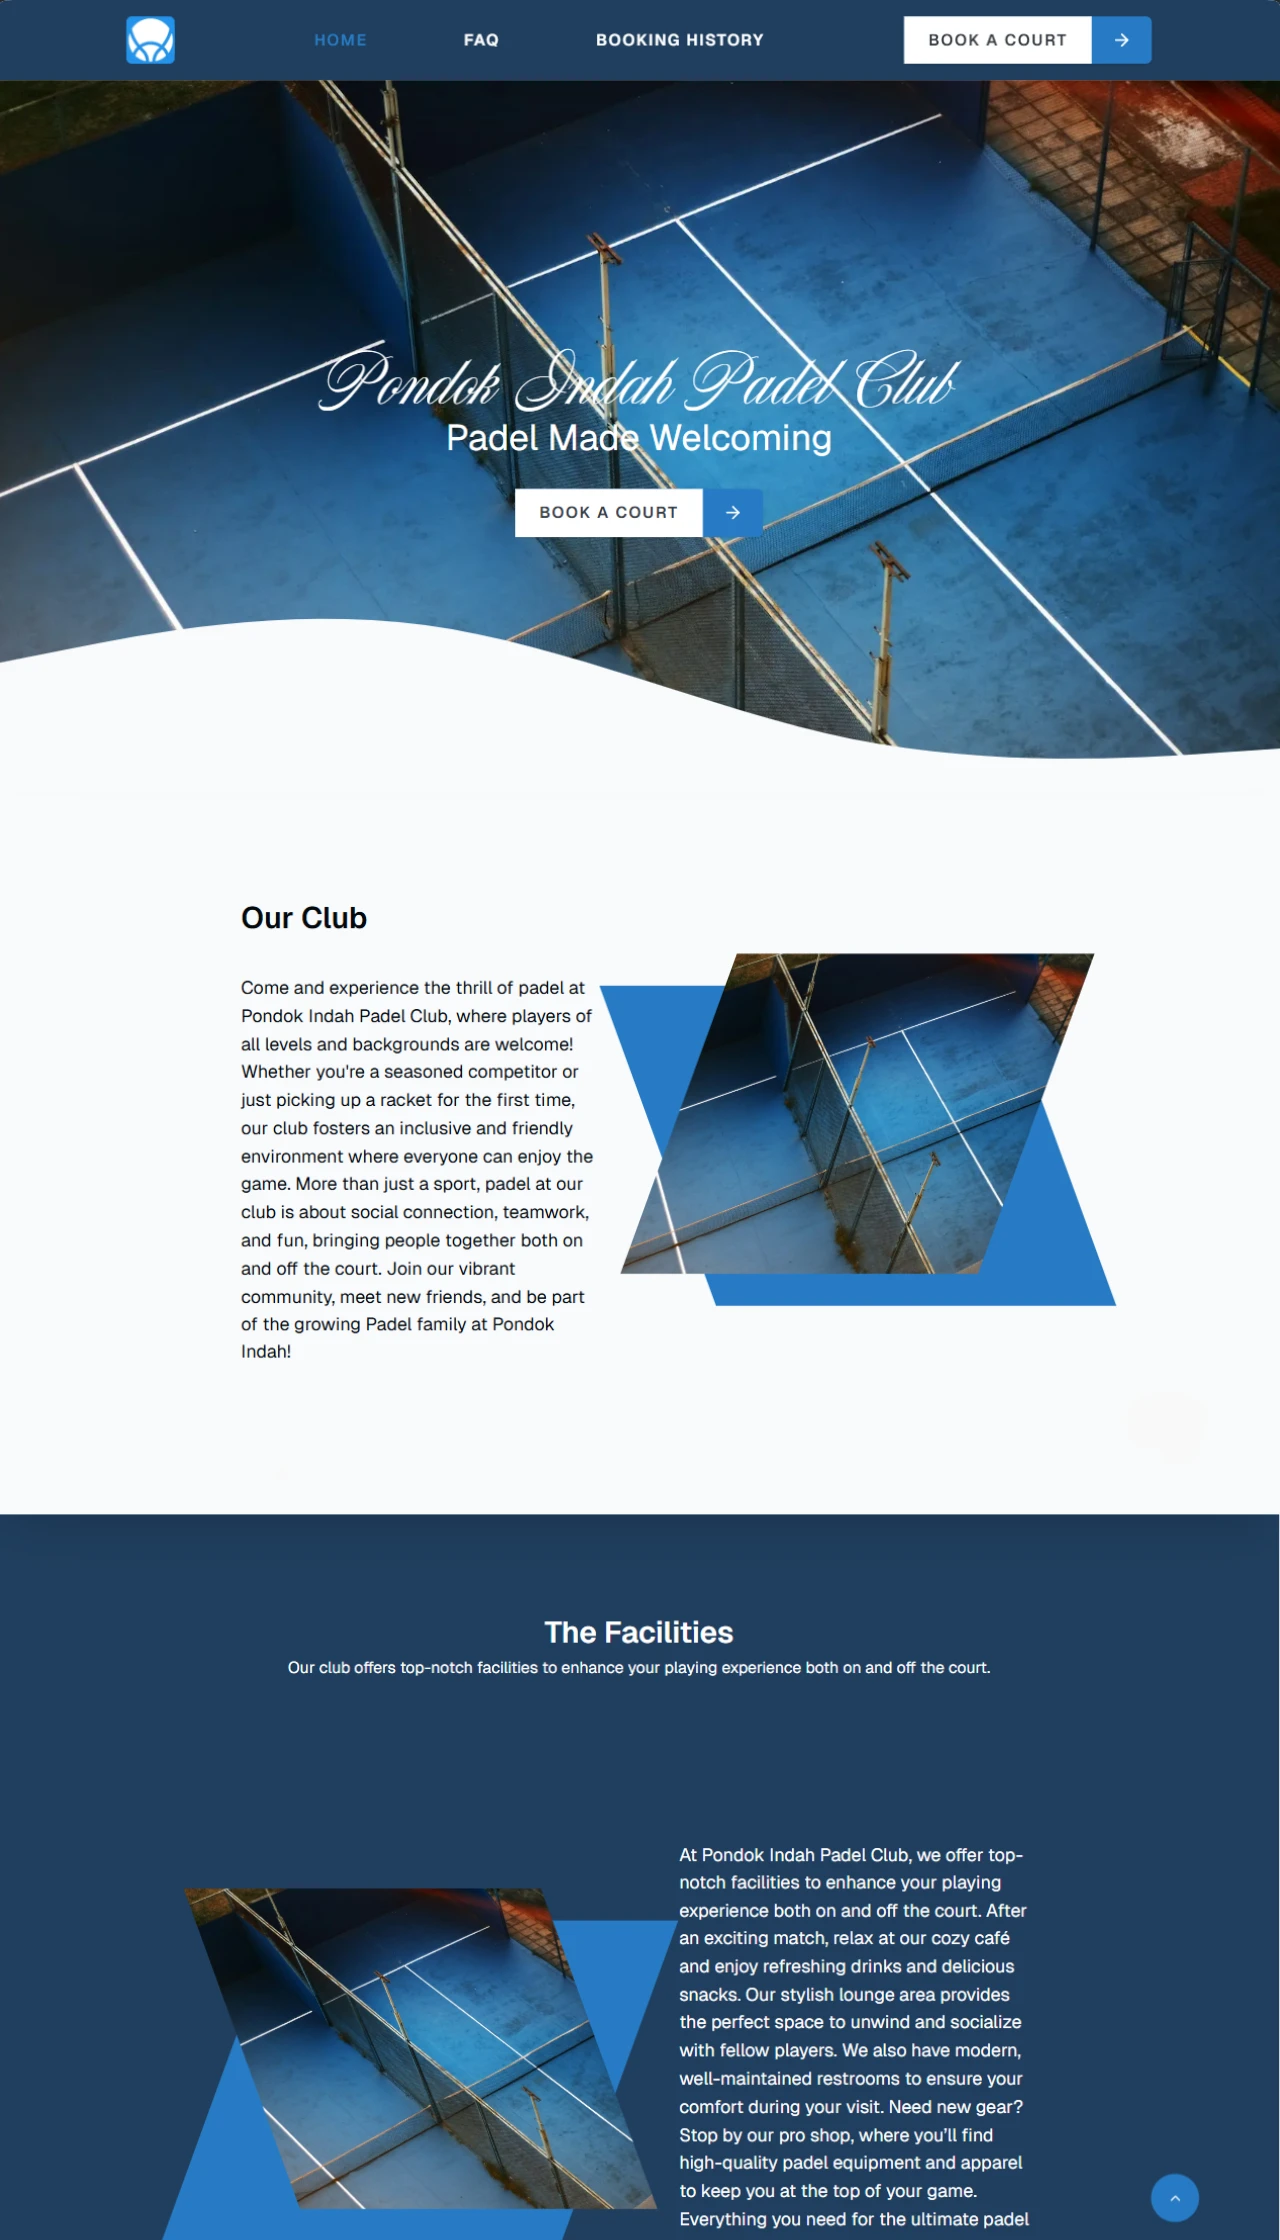 HOME
FAQ
BOOKING HISTORY
BOOK A COURT
Pondok Indah Padel Club
Padel Made Welcoming
BOOK A COURT
Our Club
Come and experience the thrill of padel at
Pondok Indah Padel Club, where players of
all levels and backgrounds are welcome!
Whether you're a seasoned competitor or
just picking up a racket for the first time,
our club fosters an inclusive and friendly
environment where everyone can enjoy the
game. More than just a sport, padel at our
club is about social connection, teamwork,
and fun, bringing people together both on
and off the court. Join our vibrant
community, meet new friends, and be part
of the growing Padel family at Pondok
Indah!
The Facilities
Our club offers top-notch facilities to enhance your playing experience both on and off the court.
At Pondok Indah Padel Club, we offer top-
notch facilities to enhance your playing
experience both on and off the court. After
an exciting match, relax at our cozy café
and enjoy refreshing drinks and delicious
snacks. Our stylish lounge area provides
the perfect space to unwind and socialize
with fellow players. We also have modern,
well-maintained restrooms to ensure your
comfort during your visit. Need new gear?
Stop by our pro shop, where you’ll find
high-quality padel equipment and apparel
to keep you at the top of your game.
Everything you need for the ultimate padel